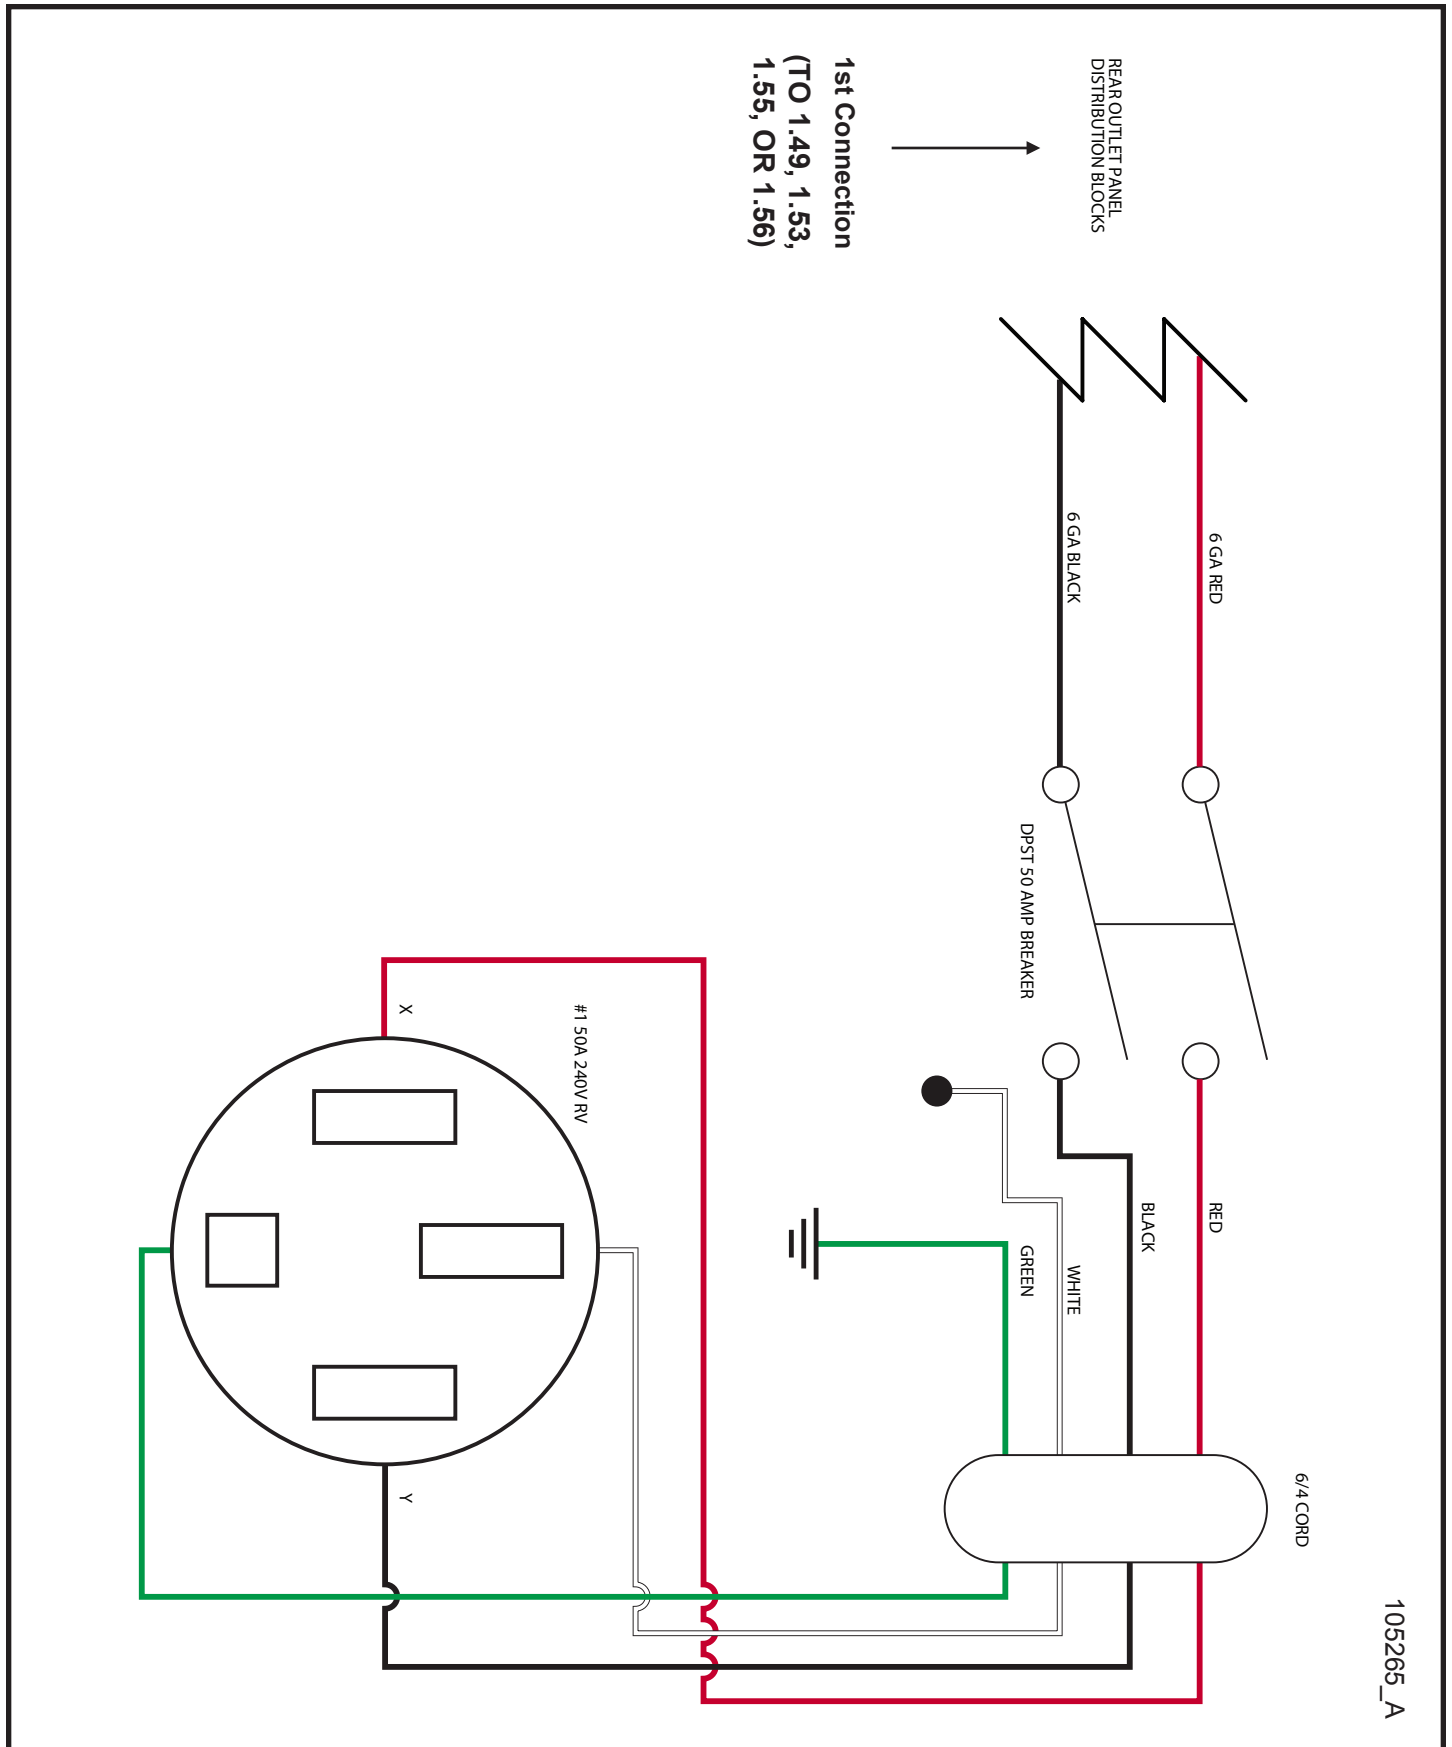 105265_A
REAR OUTLET PANEL
DISTRIBUTION BLOCKS
6 GA RED
RED
6/4 CORD
6 GA BLACK
BLACK
WHITE
GREEN
DPST 50 AMP BREAKER
1st Connection
(TO 1.49, 1.53,
1.55, OR 1.56)
#1 50A 240V RV
X
Y